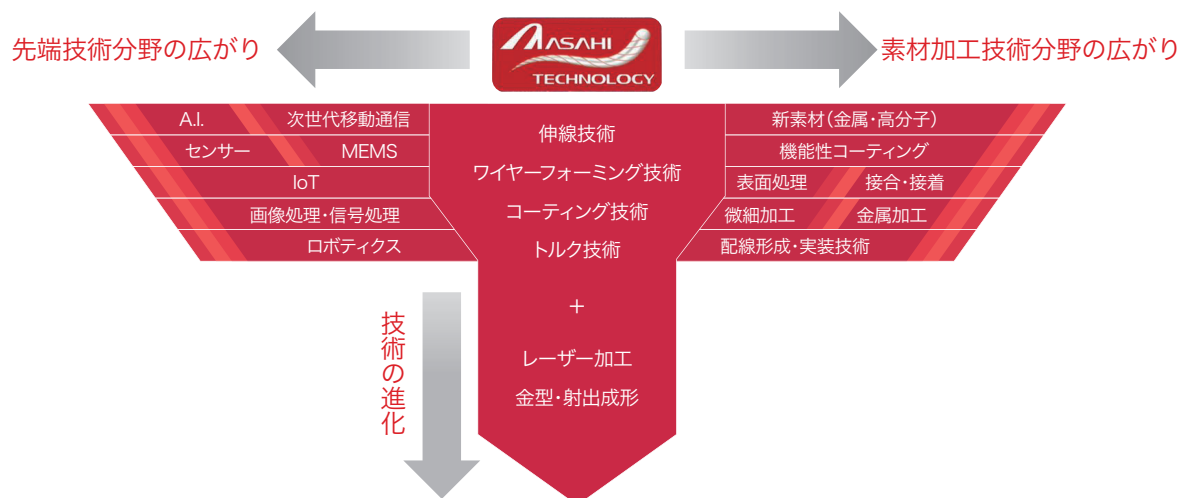 先端技術分野の広がり
ASAHI
TECHNOLOGY
素材加工技術分野の広がり
A.I.
次世代移動通信
センサー
MEMS
IoT
画像処理・信号処理
ロボティクス
伸線技術
ワイヤーフォーミング技術
コーティング技術
トルク技術
+
レーザー加工
金型・射出成形
新素材(金属・高分子)
機能性コーティング
表面処理
接合・接着
微細加工
金属加工
配線形成・実装技術
技術の進化